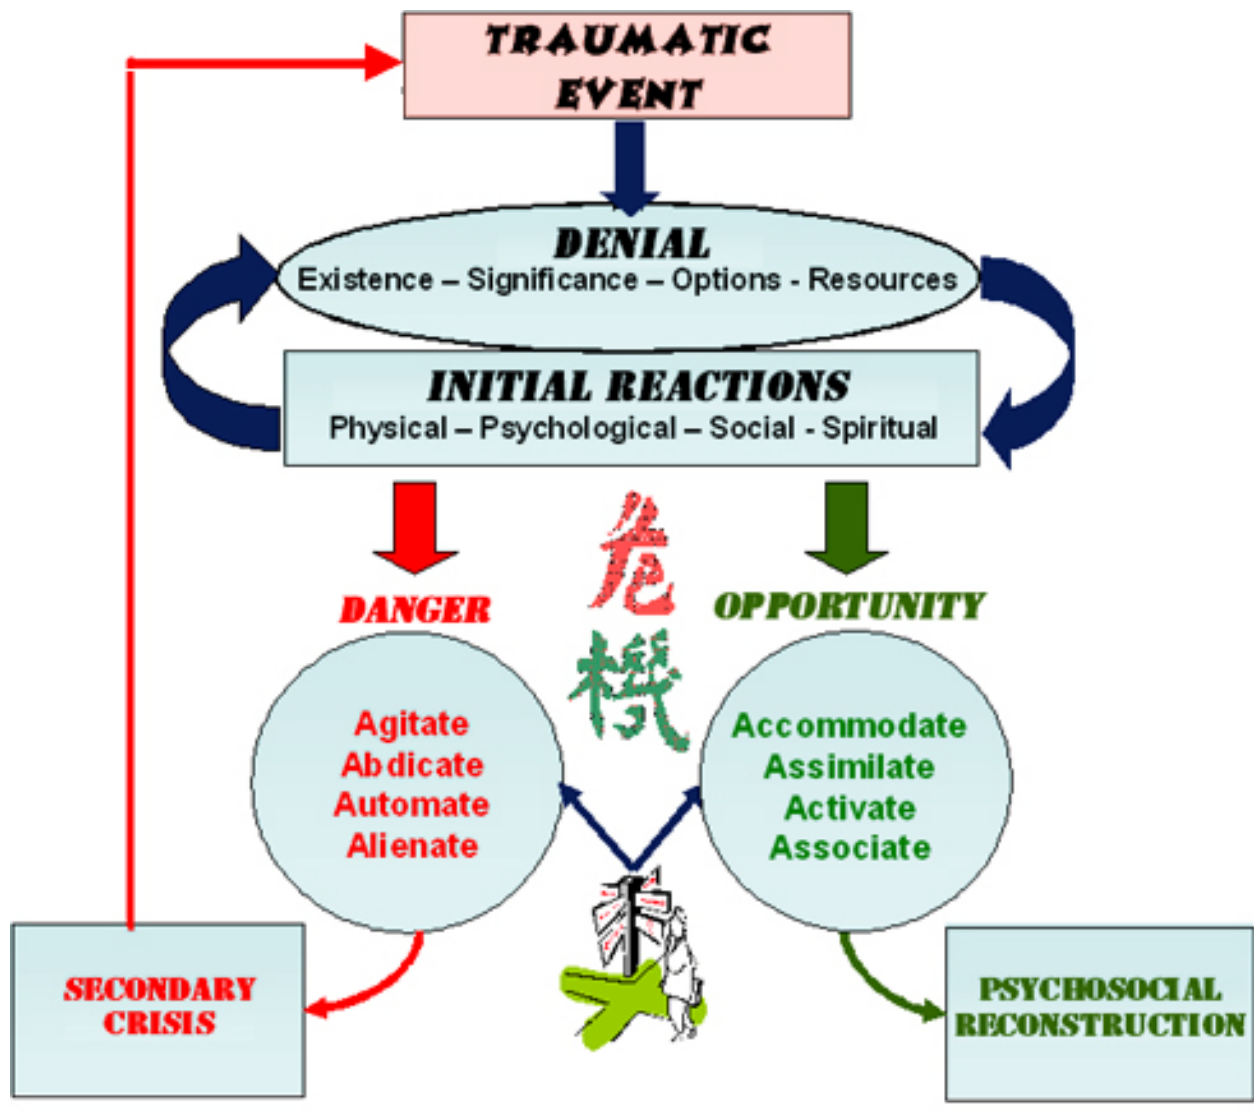 TRAUMATIC
EVENT
DENIAL
Existence – Significance – Options - Resources
INITIAL REACTIONS
Physical – Psychological – Social - Spiritual
危
機
DANGER
OPPORTUNITY
Agitate
Abdicate
Automate
Alienate
Accommodate
Assimilate
Activate
Associate
SECONDARY
CRISIS
PSYCHOSOCIAL
RECONSTRUCTION